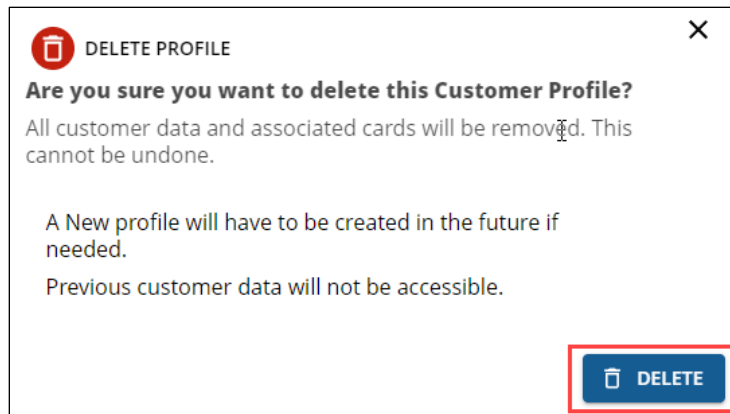 DELETE PROFILE
Are you sure you want to delete this Customer Profile?
All customer data and associated cards will be removed. This
cannot be undone.
A New profile will have to be created in the future if
needed.
Previous customer data will not be accessible.
DELETE